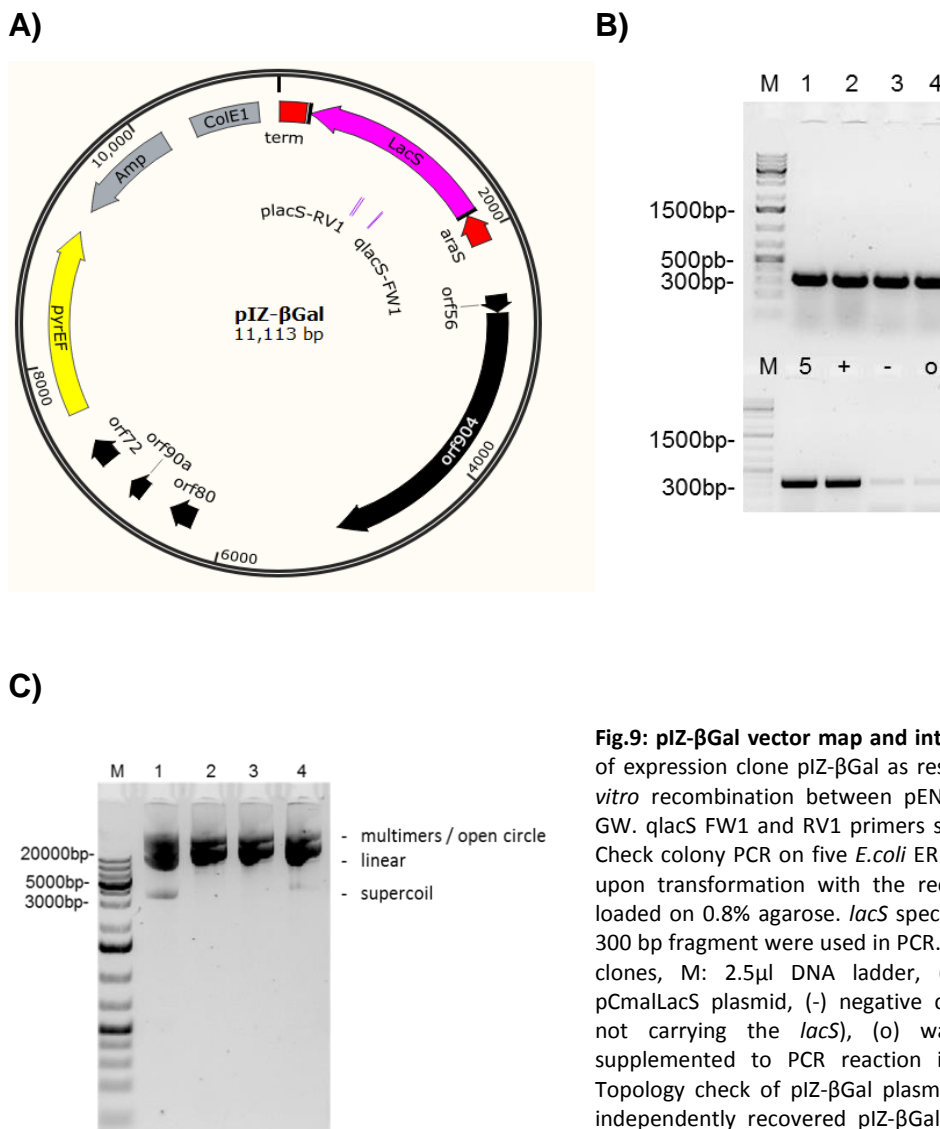 A)
B)
ColE1
term
LacS
10,000
Amp
2000
araS
placS-RV1
qlacS-FW1
orf56
pIZ-βGal
11,113 bp
pyrEF
8000
orf904
4000
orf72
orf90a
orf80
6000
M 1 2 3 4
1500bp-
500pb-
300bp-
M 5 + - o
1500bp-
300bp-
C)
M 1 2 3 4
- multimers / open circle
20000bp-
- linear
5000bp-
3000bp-
- supercoil
Fig.9: pIZ-βGal vector map and int
of expression clone pIZ-βGal as res
vitro recombination between pEN
GW. qlacS FW1 and RV1 primers s
Check colony PCR on five E.coli ER
upon transformation with the rec
loaded on 0.8% agarose. lacS spec
300 bp fragment were used in PCR.
clones, M: 2.5µl DNA ladder, (
pCmalLacS plasmid, (-) negative c
not carrying the lacS), (o) wa
supplemented to PCR reaction i
Topology check of pIZ-βGal plasm
independently recovered pIZ-βGal